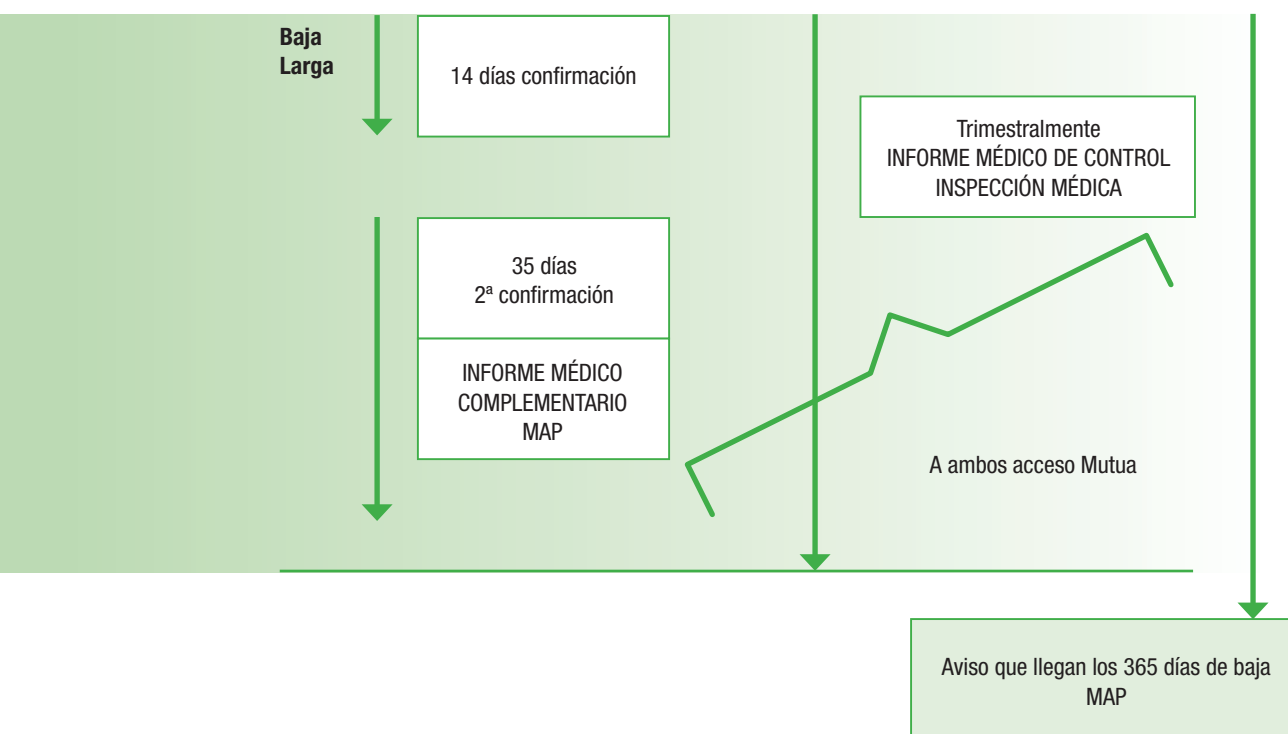 Baja
Larga
14 días confirmación
Trimestralmente
INFORME MÉDICO DE CONTROL
INSPECCIÓN MÉDICA
35 días
2ª confirmación
INFORME MÉDICO
COMPLEMENTARIO
MAP
A ambos acceso Mutua
Aviso que llegan los 365 días de baja
MAP